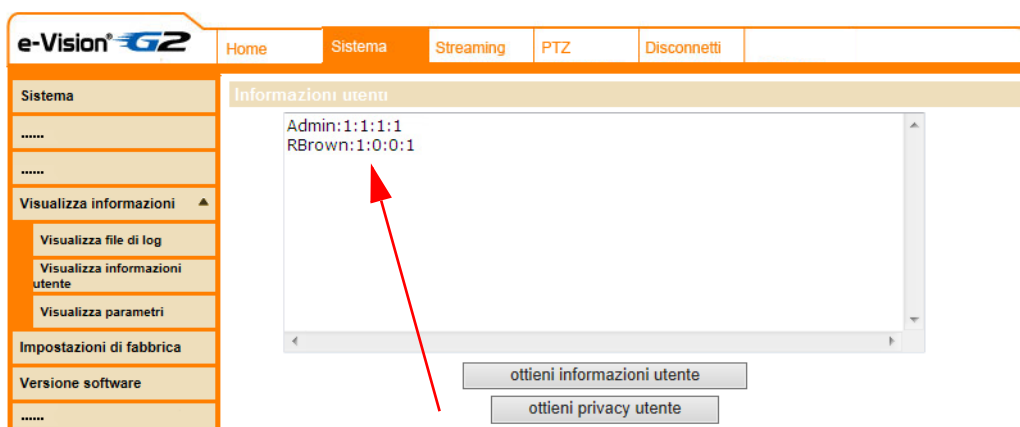 e-Vision® G2
Home Sistema Streaming PTZ Disconnetti
Sistema
......
......
Visualizza informazioni
Visualizza file di log
Visualizza informazioni
utente
Visualizza parametri
Impostazioni di fabbrica
Versione software
......
Informazioni utenti
Admin:1:1:1:1
RBrown:1:0:0:1
ottieni informazioni utente
ottieni privacy utente